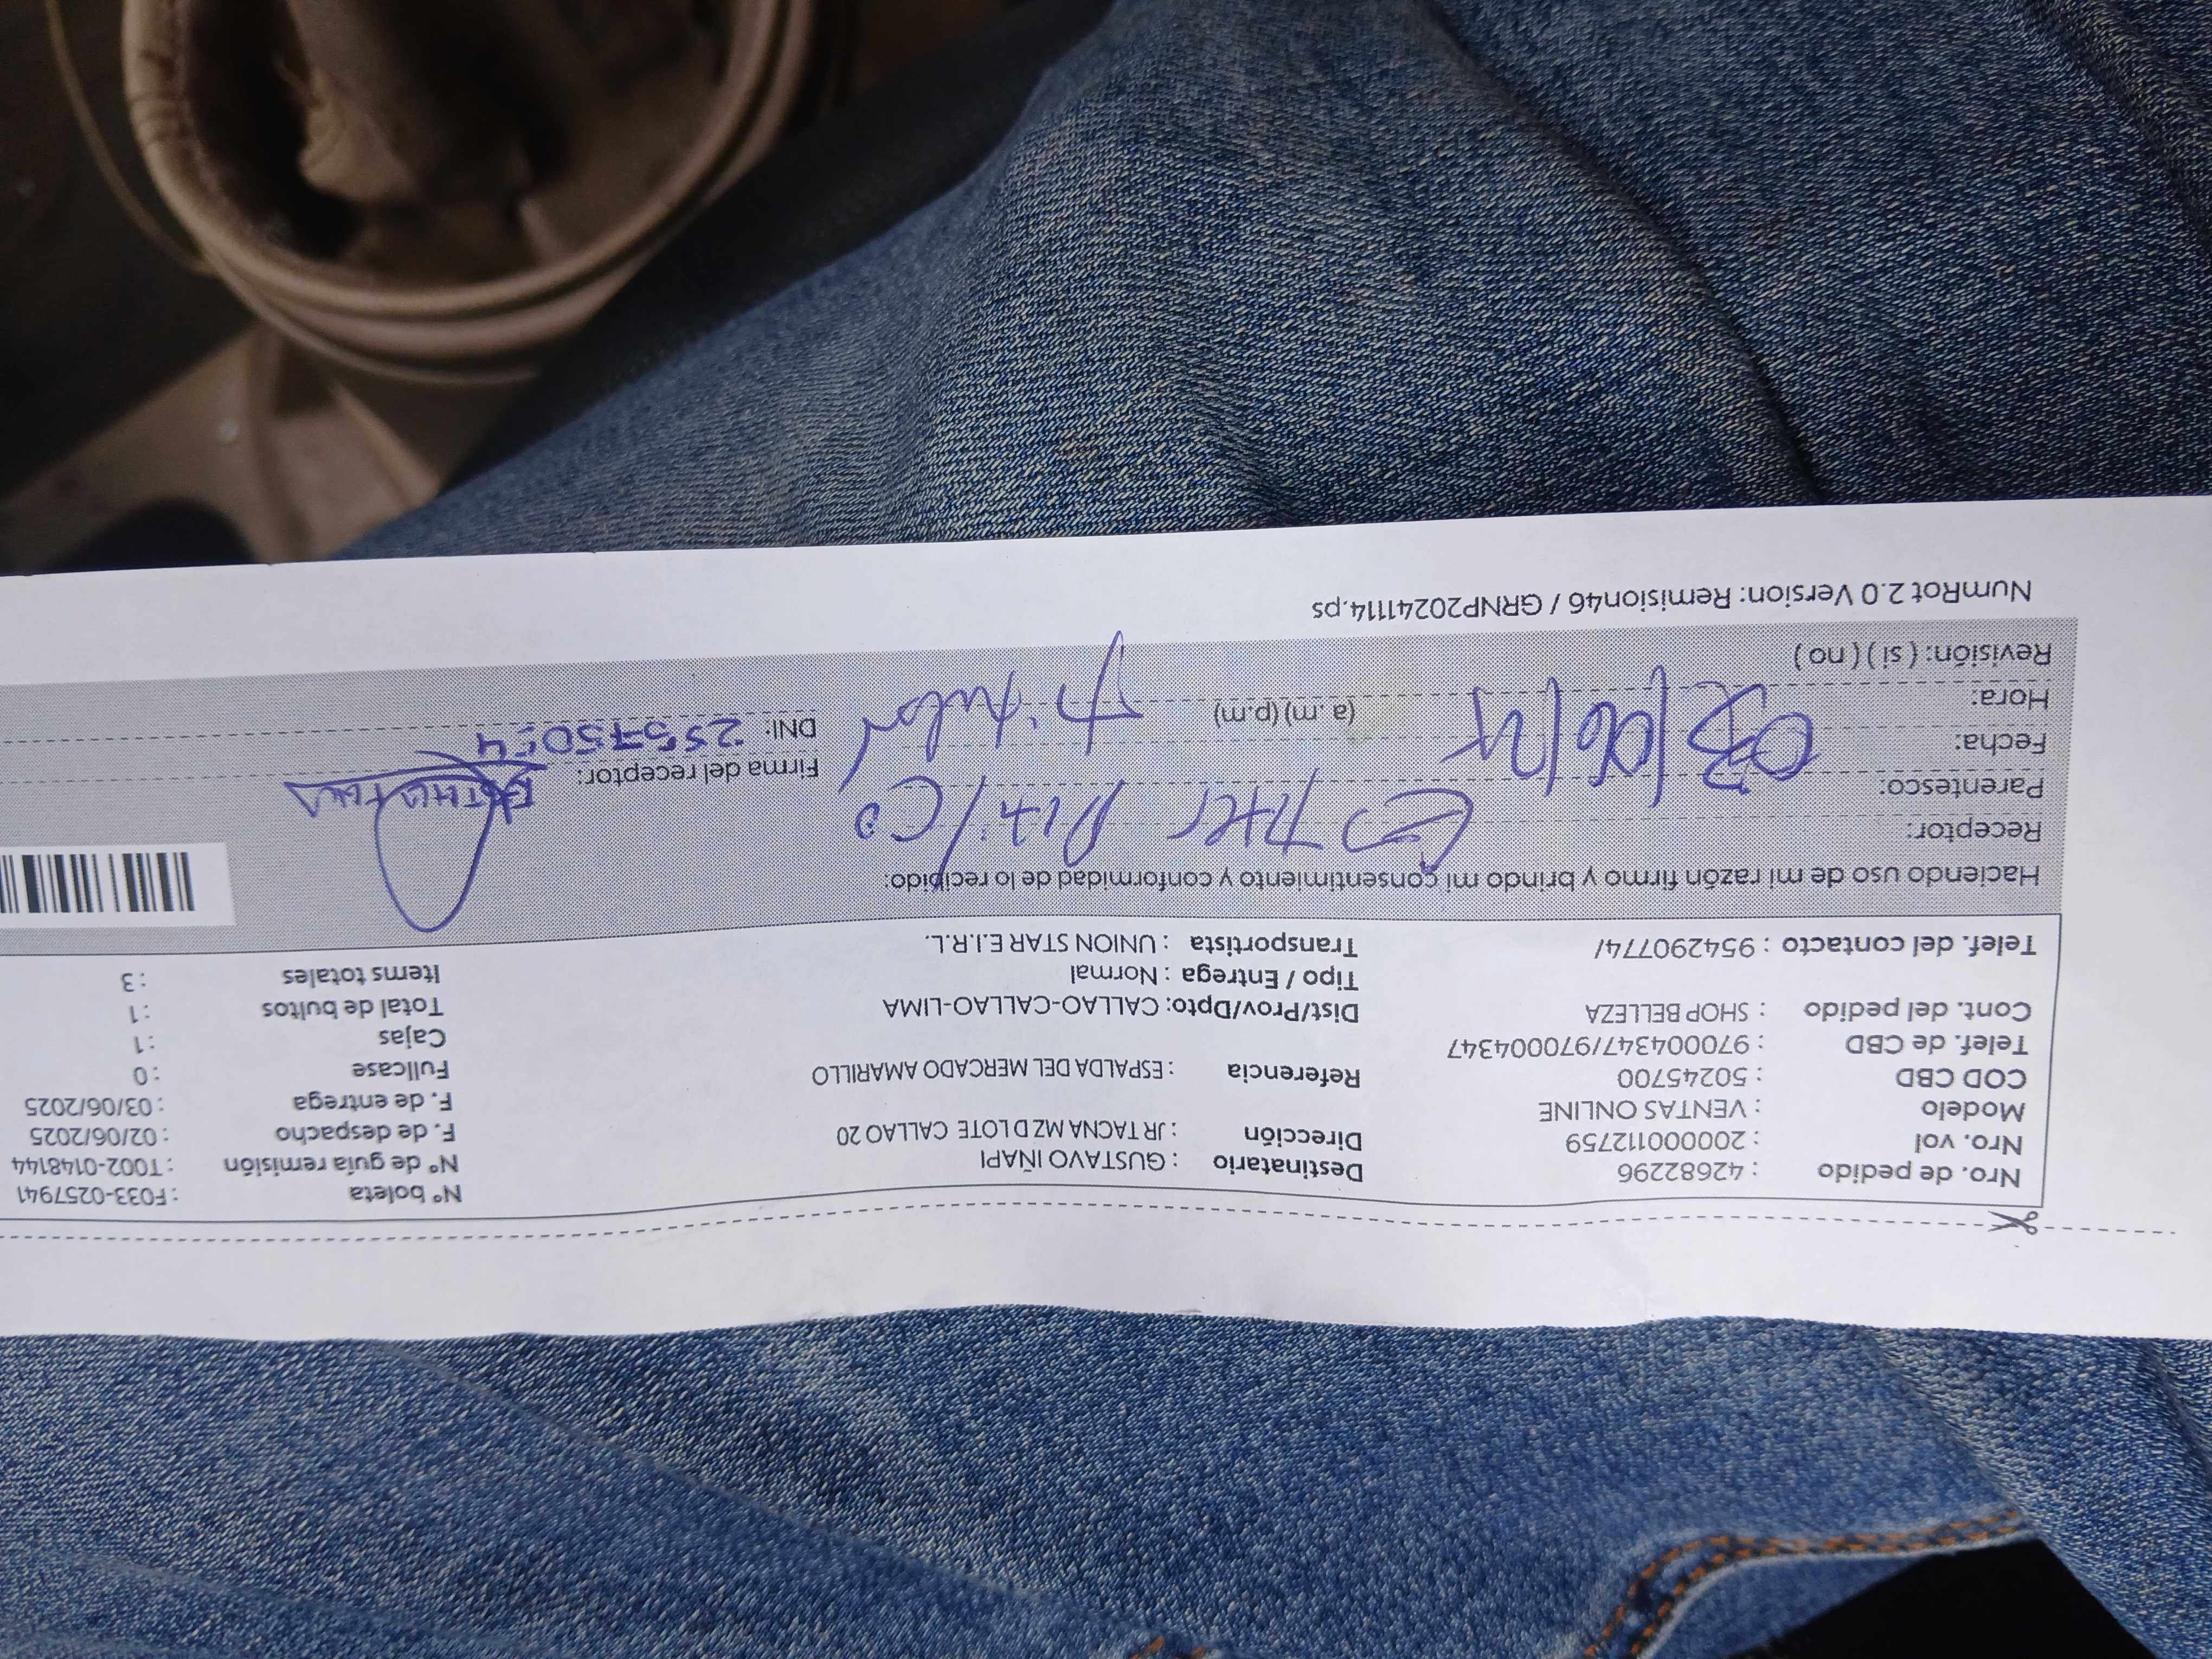 Nro. de pedido : 42682296 Destinatario : GUSTAVO IÑAPI N° boleta : F033-0257941
Nro. vol : 20000112759 Dirección : JR TACNA MZ D LOTE CALLAO 20 N° de guía remisión : T002-0148144
Modelo : VENTAS ONLINE F. de despacho : 02/06/2025
COD CBD : 50245700 Referencia : ESPALDA DEL MERCADO AMARILLO F. de entrega : 03/06/2025
Telef. de CBD : 970004347/970004347 Fullcase : 0
Cont. del pedido : SHOP BELLEZA Dist/Prov/Dpto: CALLAO-CALLAO-LIMA Cajas : 1
Tipo / Entrega : Normal Total de bultos : 1
Telef. del contacto : 954290774/ Transportista : UNION STAR E.I.R.L. Items totales : 3
Haciendo uso de mi razón firmo y brindo mi consentimiento y conformidad de lo recibido:
Receptor:
Parentesco:
Firma del receptor:
Fecha: 03/06/25 titular
Hora: (a. m) (p.m) DNI:
Revisión: ( si ) ( no )
NumRot 2.0 Version: Remision46 / GRNP20241114.ps